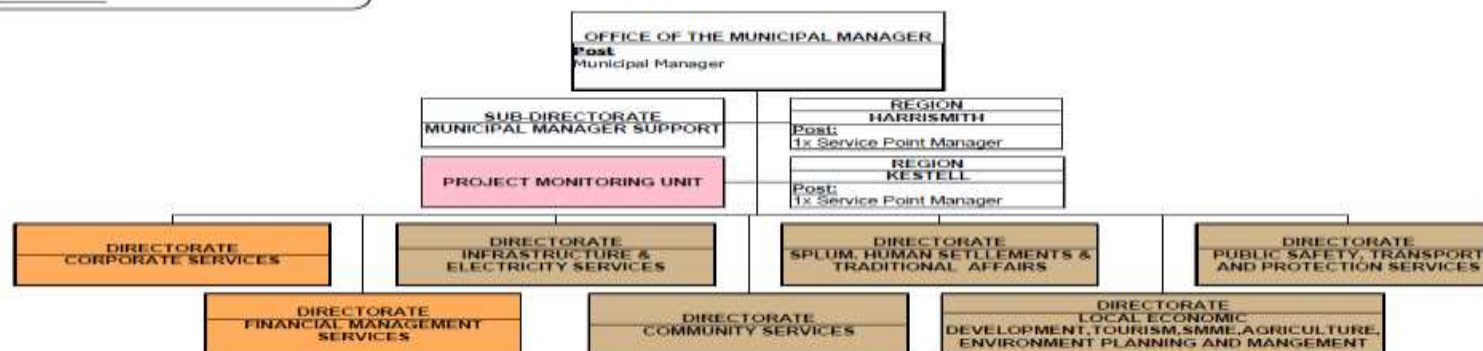 OFFICE OF THE MUNICIPAL MANAGER
Post
Municipal Manager
SUB-DIRECTORATE
MUNICIPAL MANAGER SUPPORT
REGION
HARRISMITH
Post:
1x Service Point Manager
PROJECT MONITORING UNIT
REGION
KESTELL
Post:
1x Service Point Manager
DIRECTORATE
CORPORATE SERVICES
DIRECTORATE
INFRASTRUCTURE &
ELECTRICITY SERVICES
DIRECTORATE
SPLUM, HUMAN SETLLEMENTS &
TRADITIONAL AFFAIRS
DIRECTORATE
PUBLIC SAFETY, TRANSPORT
AND PROTECTION SERVICES
DIRECTORATE
FINANCIAL MANAGEMENT
SERVICES
DIRECTORATE
COMMUNITY SERVICES
DIRECTORATE
LOCAL ECONOMIC
DEVELOPMENT,TOURISM,SMME,AGRICULTURE,
ENVIRONMENT PLANNING AND MANGEMENT